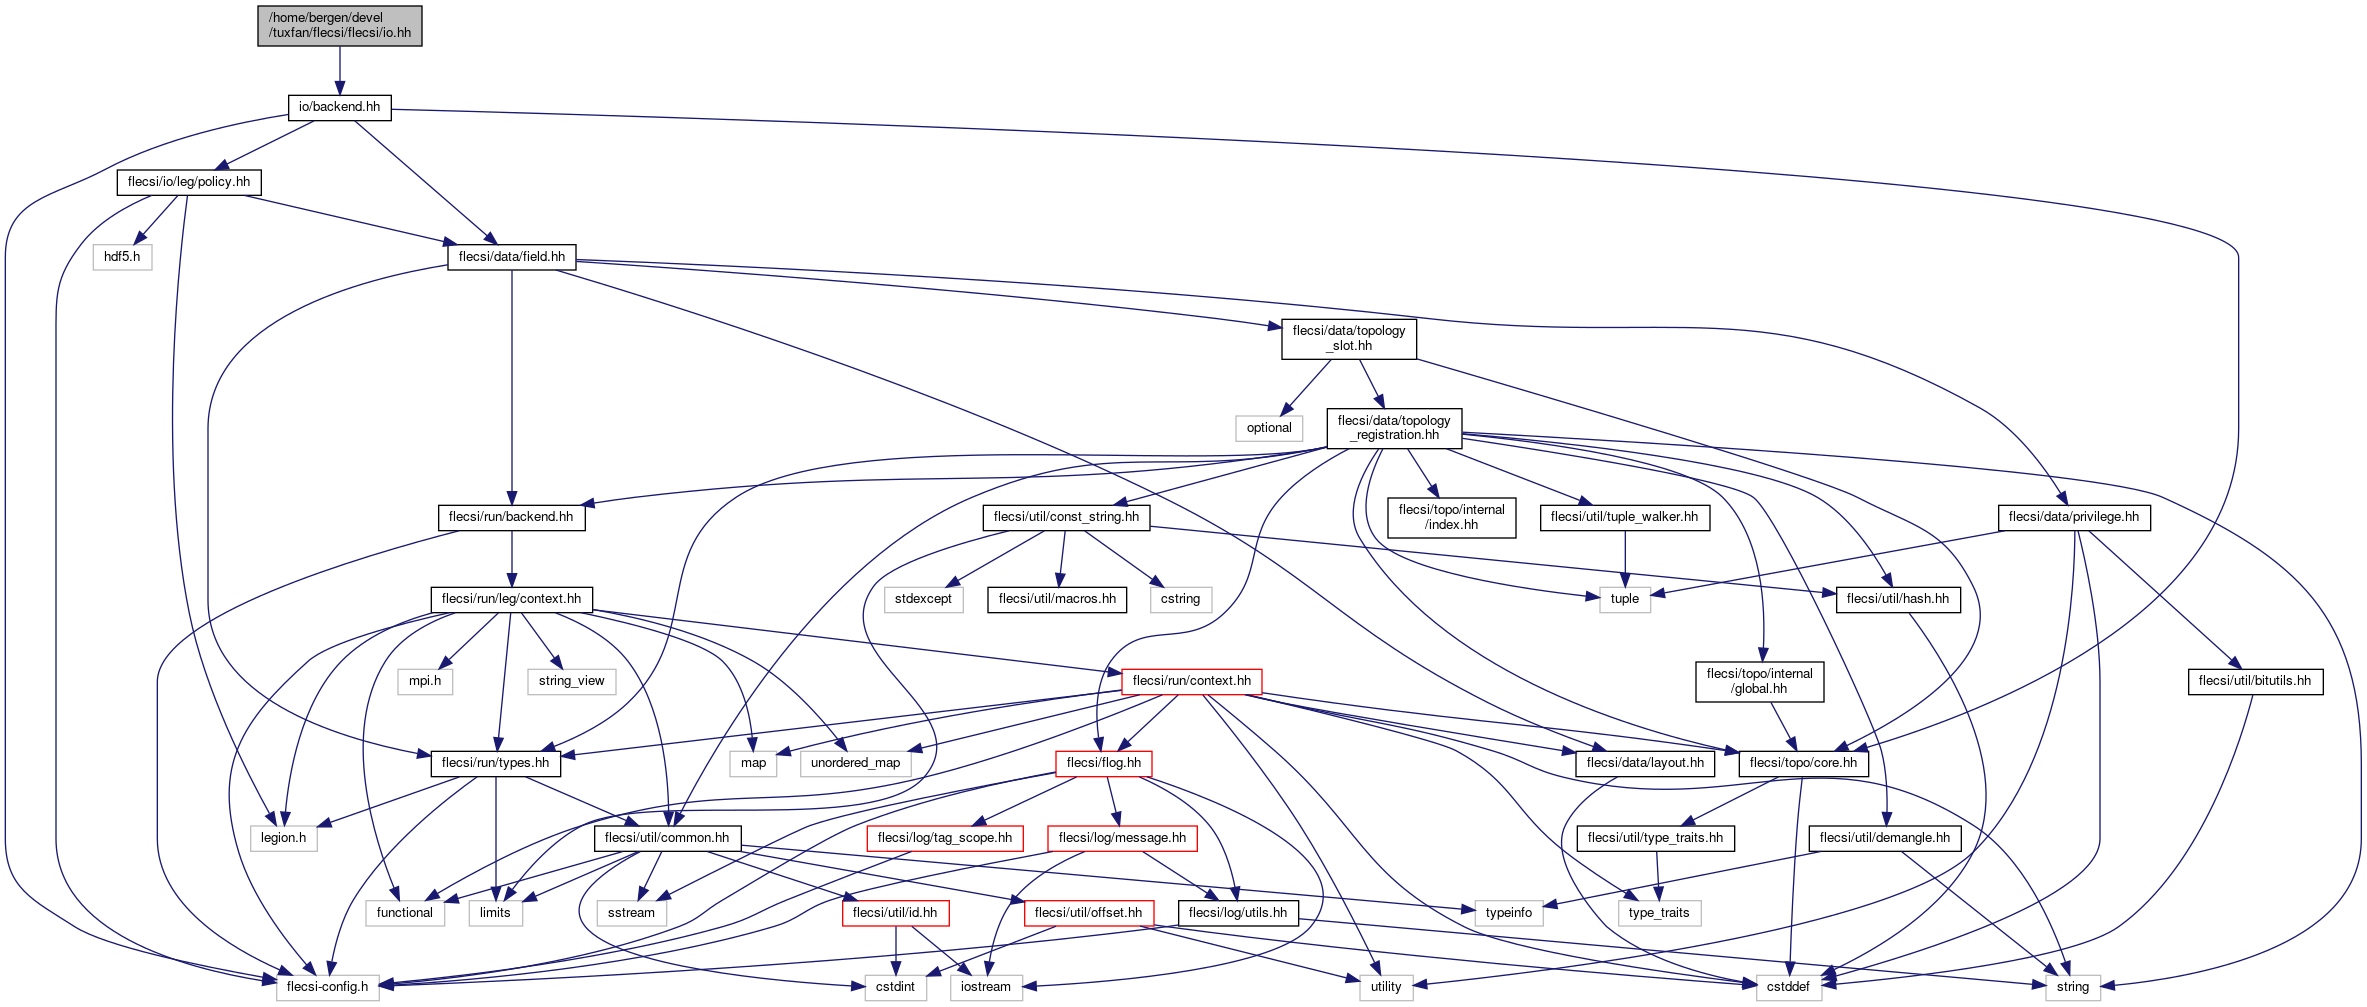 /home/bergen/devel
/tuxfan/flecsi/flecsi/io.hh
io/backend.hh
flecsi/io/leg/policy.hh
hdf5.h
flecsi/data/field.hh
flecsi/data/topology
_slot.hh
optional
flecsi/data/topology
_registration.hh
flecsi/run/backend.hh
flecsi/util/const_string.hh
flecsi/topo/internal
/index.hh
flecsi/util/tuple_walker.hh
flecsi/data/privilege.hh
flecsi/run/leg/context.hh
stdexcept
flecsi/util/macros.hh
cstring
tuple
flecsi/util/hash.hh
mpi.h
string_view
flecsi/run/context.hh
flecsi/topo/internal
/global.hh
flecsi/util/bitutils.hh
flecsi/run/types.hh
map
unordered_map
flecsi/flog.hh
flecsi/data/layout.hh
flecsi/topo/core.hh
legion.h
flecsi/util/common.hh
flecsi/log/tag_scope.hh
flecsi/log/message.hh
flecsi/util/type_traits.hh
flecsi/util/demangle.hh
functional
limits
sstream
flecsi/util/id.hh
flecsi/util/offset.hh
flecsi/log/utils.hh
typeinfo
type_traits
flecsi-config.h
cstdint
iostream
utility
cstddef
string